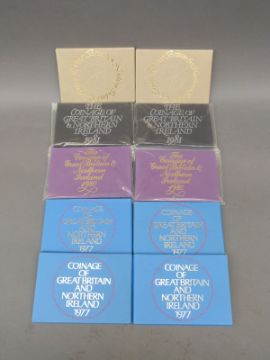 THE
COINAGE OF
GREAT BRITAIN
& NORTHERN
IRELAND
1981
THE
COINAGE OF
GREAT BRITAIN
& NORTHERN
IRELAND
1981
The
Coinage of
Great Britain &
Northern
Ireland
1980
The
Coinage of
Great Britain &
Northern
Ireland
1980
COINAGE
OF
GREAT BRITAIN
AND
NORTHERN
IRELAND
1977
COINAGE
OF
GREAT BRITAIN
AND
NORTHERN
IRELAND
1977
COINAGE
OF
GREAT BRITAIN
AND
NORTHERN
IRELAND
1977
COINAGE
OF
GREAT BRITAIN
AND
NORTHERN
IRELAND
1977